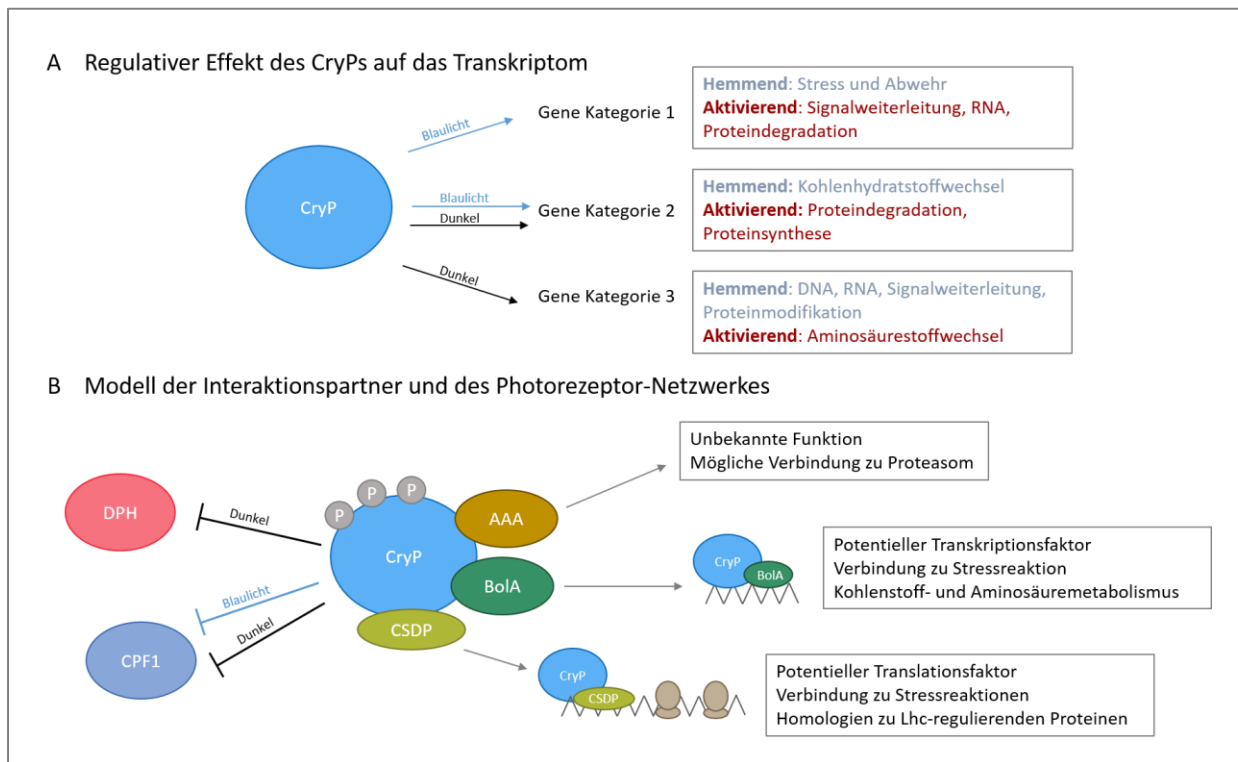 A Regulativer Effekt des CryPs auf das Transkriptom
CryP
Blaulicht
Gene Kategorie 1
Hemmend: Stress und Abwehr
Aktivierend: Signalweiterleitung, RNA,
Proteindegradation
Blaulicht
Dunkel
Gene Kategorie 2
Hemmend: Kohlenhydratstoffwechsel
Aktivierend: Proteindegradation,
Proteinsynthese
Dunkel
Gene Kategorie 3
Hemmend: DNA, RNA, Signalweiterleitung,
Proteinmodifikation
Aktivierend: Aminosäurestoffwechsel
B Modell der Interaktionspartner und des Photorezeptor-Netzwerkes
DPH
Dunkel
CPF1
Blaulicht
Dunkel
P
P
P
CryP
AAA
BolA
CSDP
Unbekannte Funktion
Mögliche Verbindung zu Proteasom
CryP
BolA
Potentieller Transkriptionsfaktor
Verbindung zu Stressreaktion
Kohlenstoff- und Aminosäuremetabolismus
CryP
CSDP
Potentieller Translationsfaktor
Verbindung zu Stressreaktionen
Homologien zu Lhc-regulierenden Proteinen